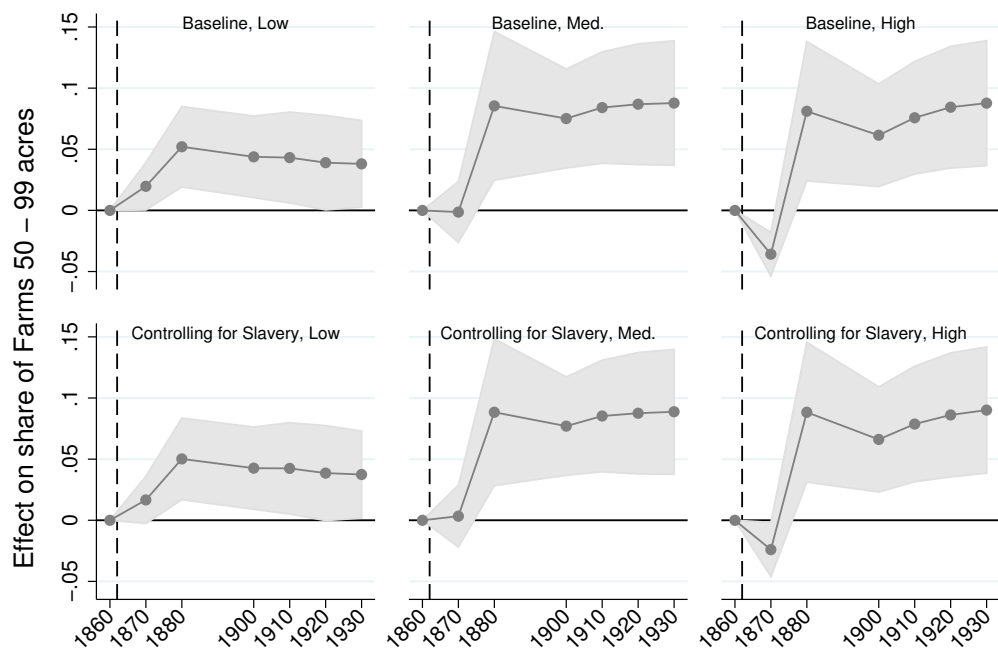 Effect on share of Farms 50 – 99 acres
Baseline, Low
Baseline, Med.
Baseline, High
.15
.1
.05
0
-.05
Controlling for Slavery, Low
Controlling for Slavery, Med.
Controlling for Slavery, High
.15
.1
.05
0
-.05
1860 1870 1880 1900 1910 1920 1930
1860 1870 1880 1900 1910 1920 1930
1860 1870 1880 1900 1910 1920 1930